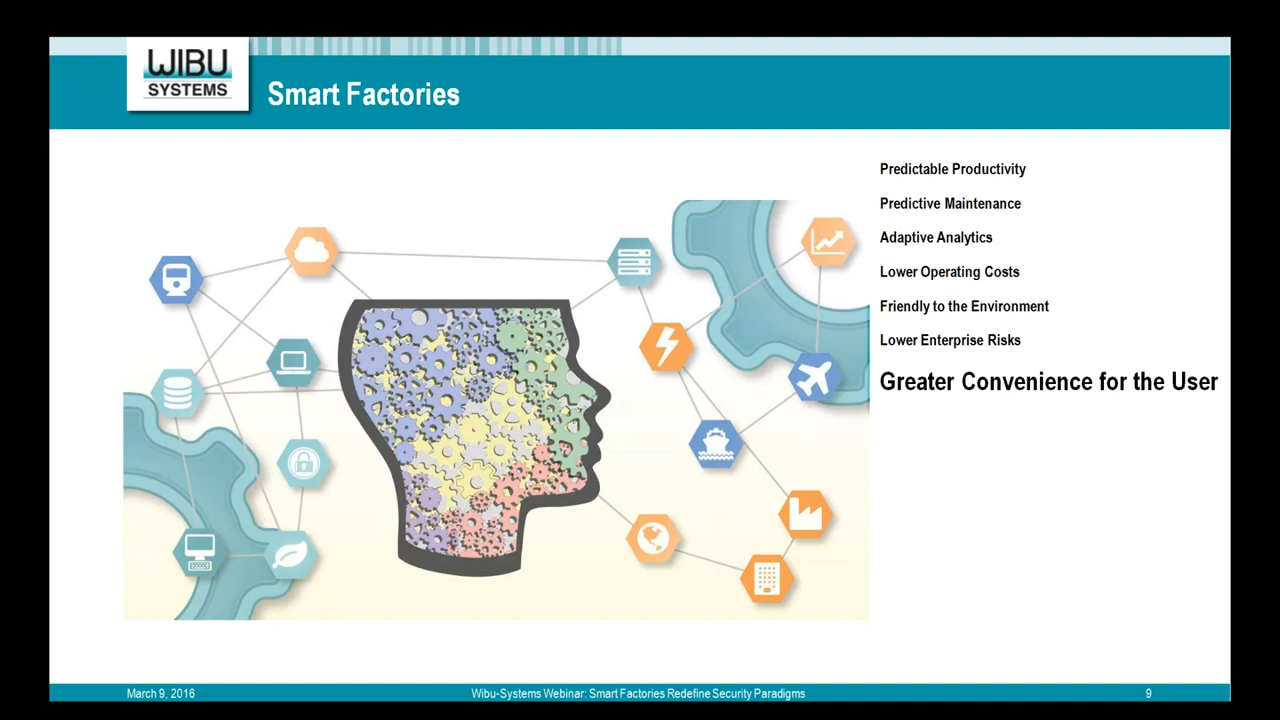 WIBU
SYSTEMS
Smart Factories
Predictable Productivity
Predictive Maintenance
Adaptive Analytics
Lower Operating Costs
Friendly to the Environment
Lower Enterprise Risks
Greater Convenience for the User
March 9, 2016
Wibu-Systems Webinar: Smart Factories Redefine Security Paradigms
9